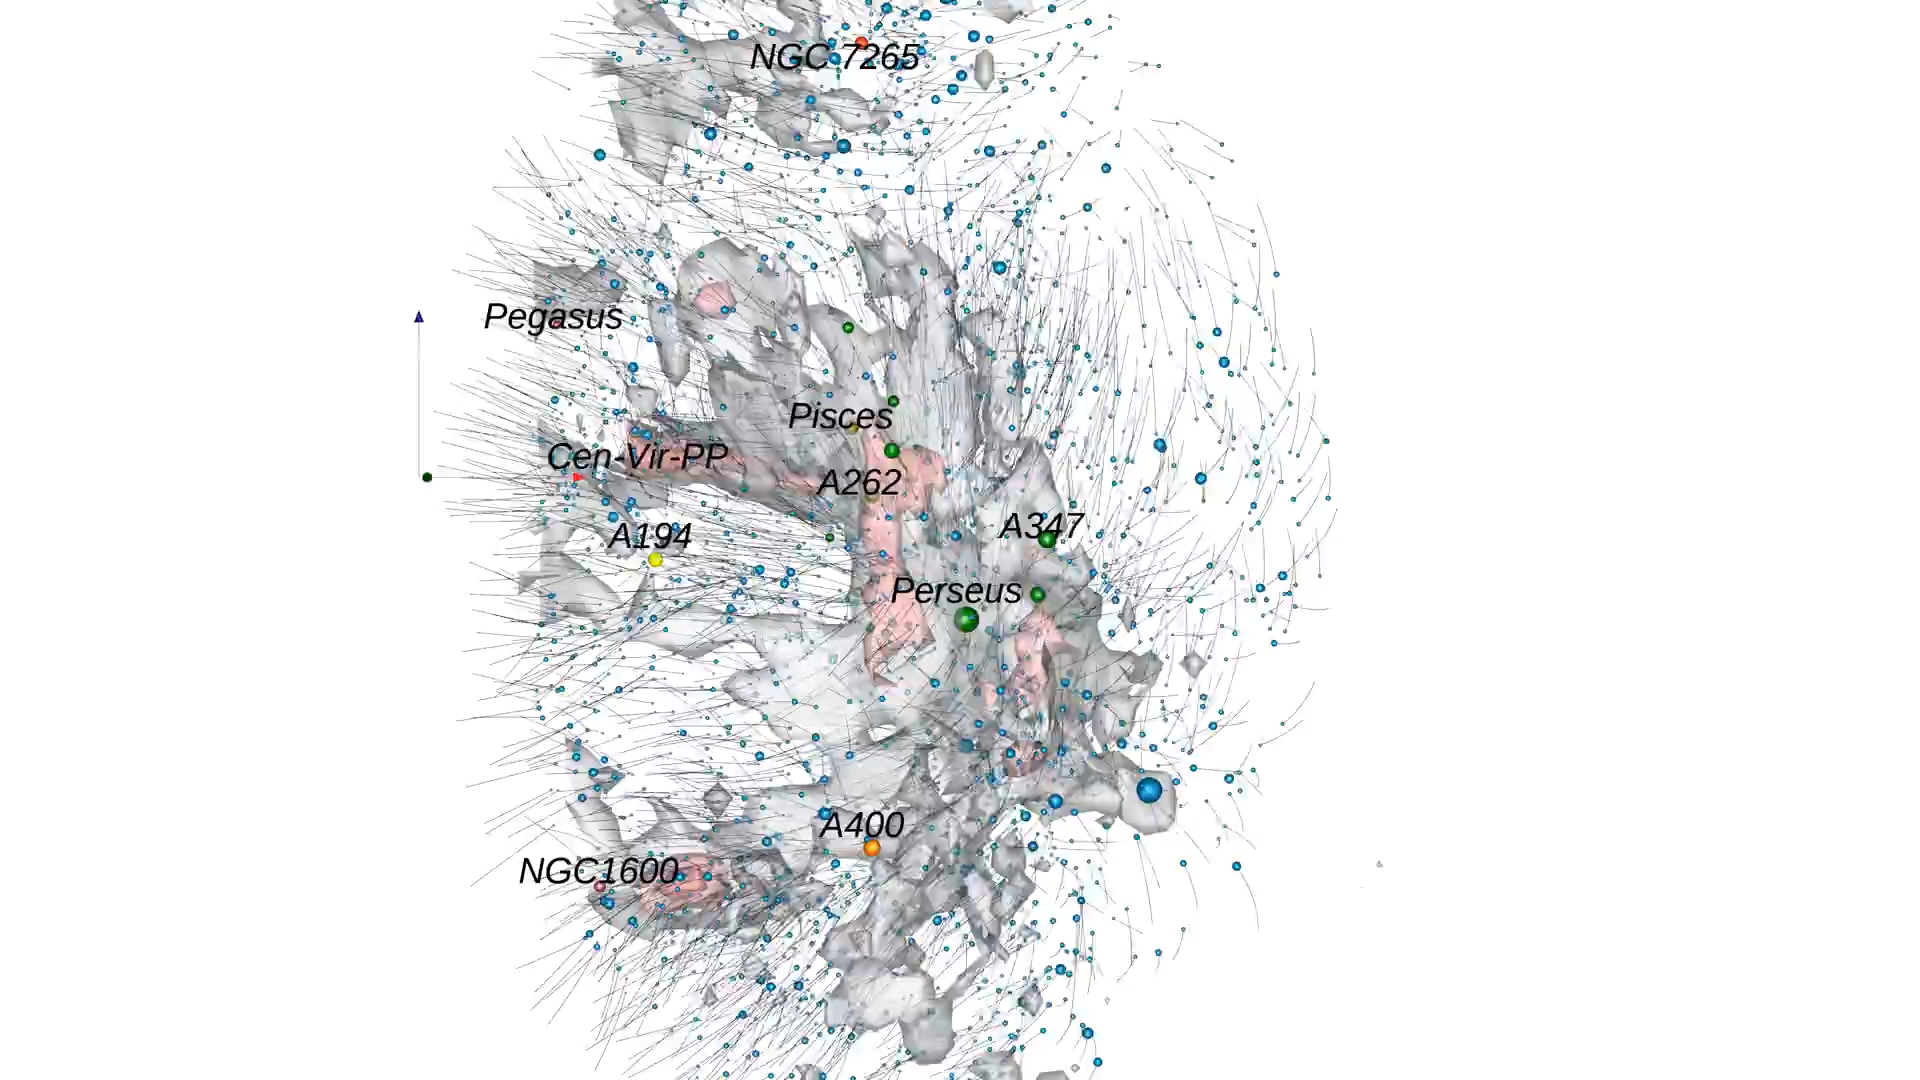 NGC 7265
Pegasus
Pisces
Cen-Vir-PP
A262
A347
A194
Perseus
A400
NGC1600